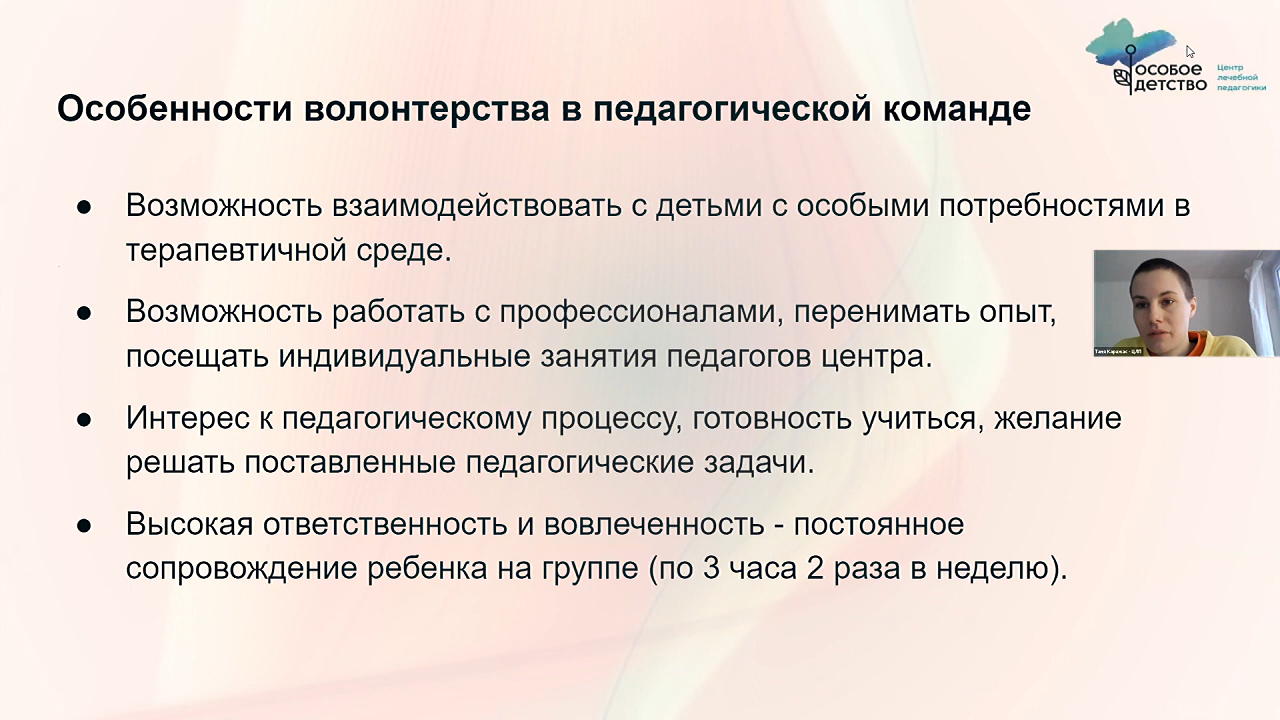 особое
детство
Центр
лечебной
педагогики
Особенности волонтерства в педагогической команде
● Возможность взаимодействовать с детьми с особыми потребностями в
терапевтичной среде.
● Возможность работать с профессионалами, перенимать опыт,
посещать индивидуальные занятия педагогов центра.
● Интерес к педагогическому процессу, готовность учиться, желание
решать поставленные педагогические задачи.
● Высокая ответственность и вовлеченность - постоянное
сопровождение ребенка на группе (по 3 часа 2 раза в неделю).
Таня - ЦЛП